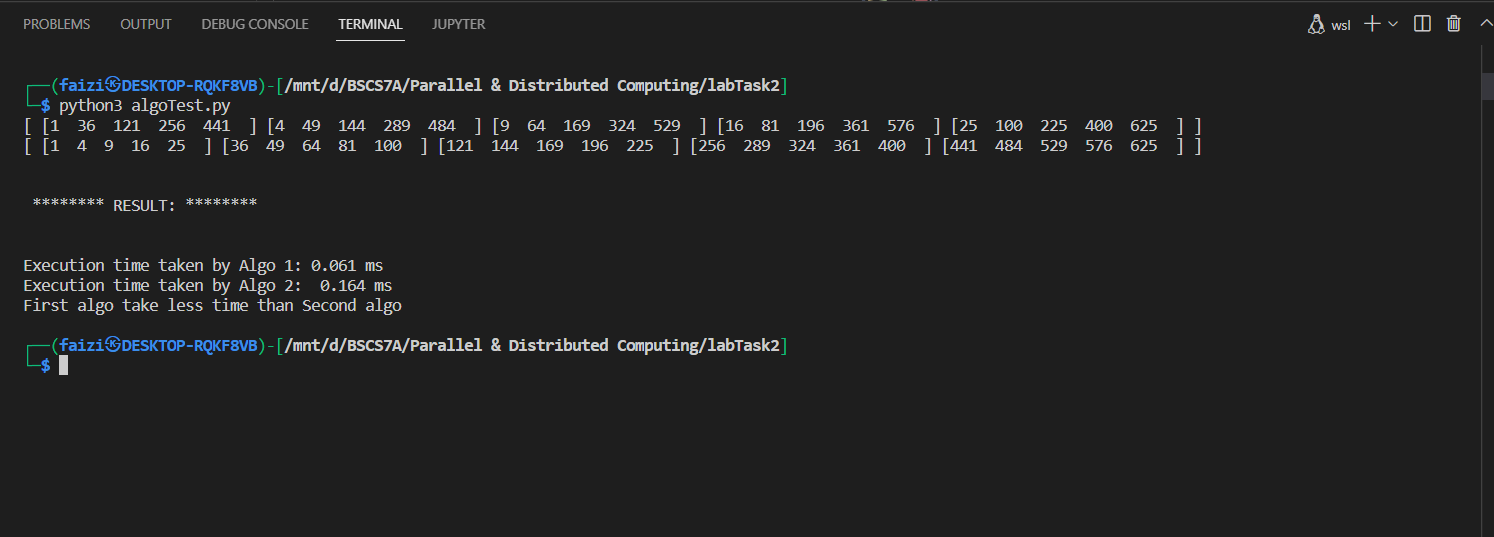 PROBLEMS OUTPUT DEBUG CONSOLE TERMINAL JUPYTER wsl
┌──(faizi㉿DESKTOP-RQKF8VB)-[/mnt/d/BSCS7A/Parallel & Distributed Computing/labTask2]
└─$ python3 algoTest.py
[ [1  36  121  256  441  ] [4  49  144  289  484  ] [9  64  169  324  529  ] [16  81  196  361  576  ] [25  100  225  400  625  ] ]
[ [1  4  9  16  25  ] [36  49  64  81  100  ] [121  144  169  196  225  ] [256  289  324  361  400  ] [441  484  529  576  625  ] ]
******** RESULT: ********
Execution time taken by Algo 1: 0.061 ms
Execution time taken by Algo 2:  0.164 ms
First algo take less time than Second algo
┌──(faizi㉿DESKTOP-RQKF8VB)-[/mnt/d/BSCS7A/Parallel & Distributed Computing/labTask2]
└─$